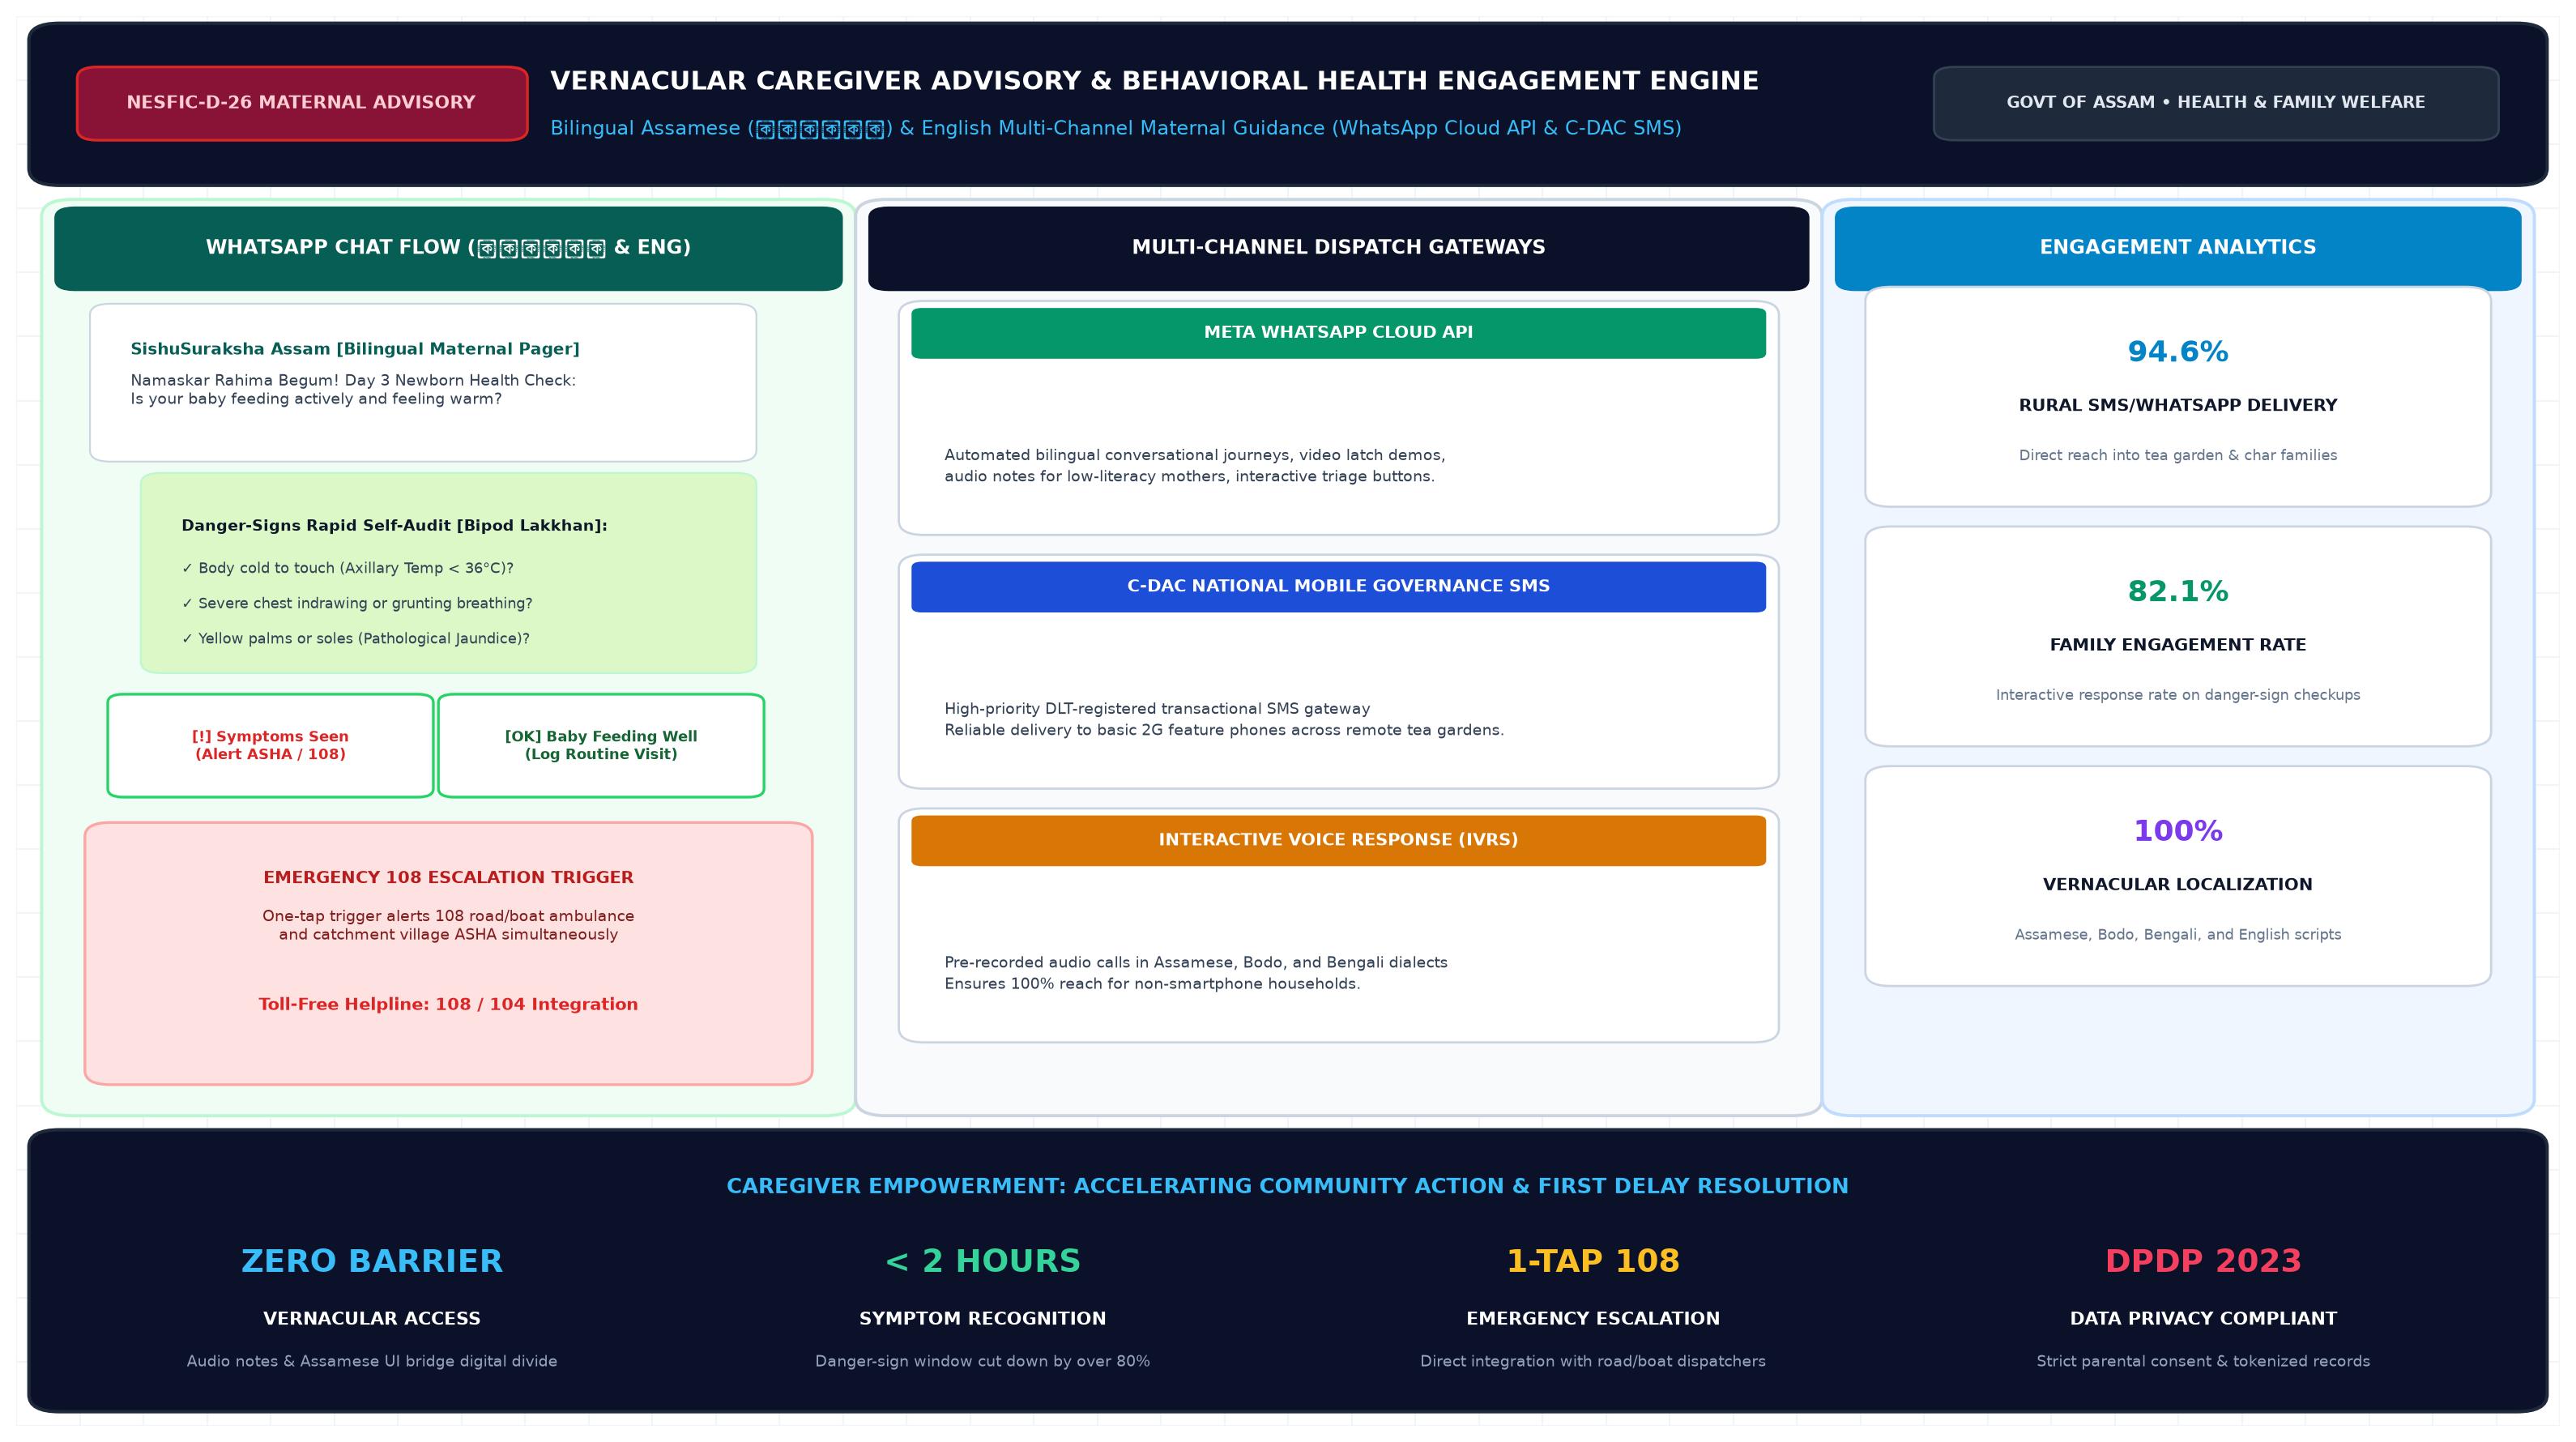 NESFIC-D-26 MATERNAL ADVISORY
VERNACULAR CAREGIVER ADVISORY & BEHAVIORAL HEALTH ENGAGEMENT ENGINE
Bilingual Assamese () & English Multi-Channel Maternal Guidance (WhatsApp Cloud API & C-DAC SMS)
GOVT OF ASSAM • HEALTH & FAMILY WELFARE
WHATSAPP CHAT FLOW ( & ENG)
SishuSuraksha Assam [Bilingual Maternal Pager]
Namaskar Rahima Begum! Day 3 Newborn Health Check:
Is your baby feeding actively and feeling warm?
Danger-Signs Rapid Self-Audit [Bipod Lakkhan]:
✓ Body cold to touch (Axillary Temp < 36°C)?
✓ Severe chest indrawing or grunting breathing?
✓ Yellow palms or soles (Pathological Jaundice)?
[!] Symptoms Seen
(Alert ASHA / 108)
[OK] Baby Feeding Well
(Log Routine Visit)
EMERGENCY 108 ESCALATION TRIGGER
One-tap trigger alerts 108 road/boat ambulance
and catchment village ASHA simultaneously
Toll-Free Helpline: 108 / 104 Integration
MULTI-CHANNEL DISPATCH GATEWAYS
META WHATSAPP CLOUD API
Automated bilingual conversational journeys, video latch demos,
audio notes for low-literacy mothers, interactive triage buttons.
C-DAC NATIONAL MOBILE GOVERNANCE SMS
High-priority DLT-registered transactional SMS gateway
Reliable delivery to basic 2G feature phones across remote tea gardens.
INTERACTIVE VOICE RESPONSE (IVRS)
Pre-recorded audio calls in Assamese, Bodo, and Bengali dialects
Ensures 100% reach for non-smartphone households.
ENGAGEMENT ANALYTICS
94.6%
RURAL SMS/WHATSAPP DELIVERY
Direct reach into tea garden & char families
82.1%
FAMILY ENGAGEMENT RATE
Interactive response rate on danger-sign checkups
100%
VERNACULAR LOCALIZATION
Assamese, Bodo, Bengali, and English scripts
CAREGIVER EMPOWERMENT: ACCELERATING COMMUNITY ACTION & FIRST DELAY RESOLUTION
ZERO BARRIER
VERNACULAR ACCESS
Audio notes & Assamese UI bridge digital divide
< 2 HOURS
SYMPTOM RECOGNITION
Danger-sign window cut down by over 80%
1-TAP 108
EMERGENCY ESCALATION
Direct integration with road/boat dispatchers
DPDP 2023
DATA PRIVACY COMPLIANT
Strict parental consent & tokenized records